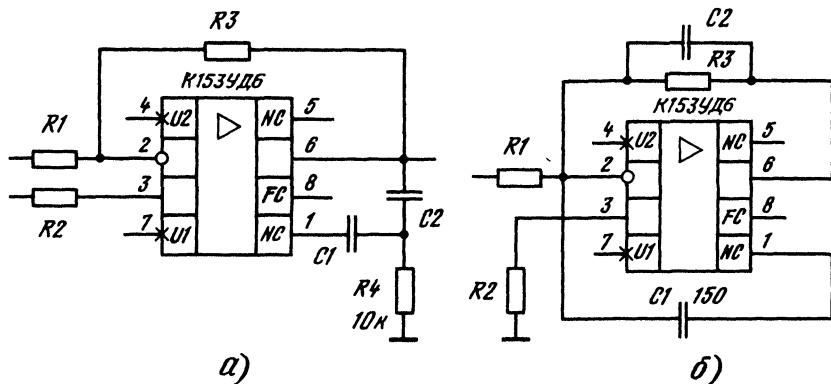 R3
К153УД6
4 U2 NC 5
R1 2 6
R2 3 FC 8
7 U1 NC 1
C1
C2
R4
10к
а)
C2
R3
К153УД6
4 U2 NC 5
R1 2 6
3 FC 8
7 U1 NC 1
R2
C1 150
б)